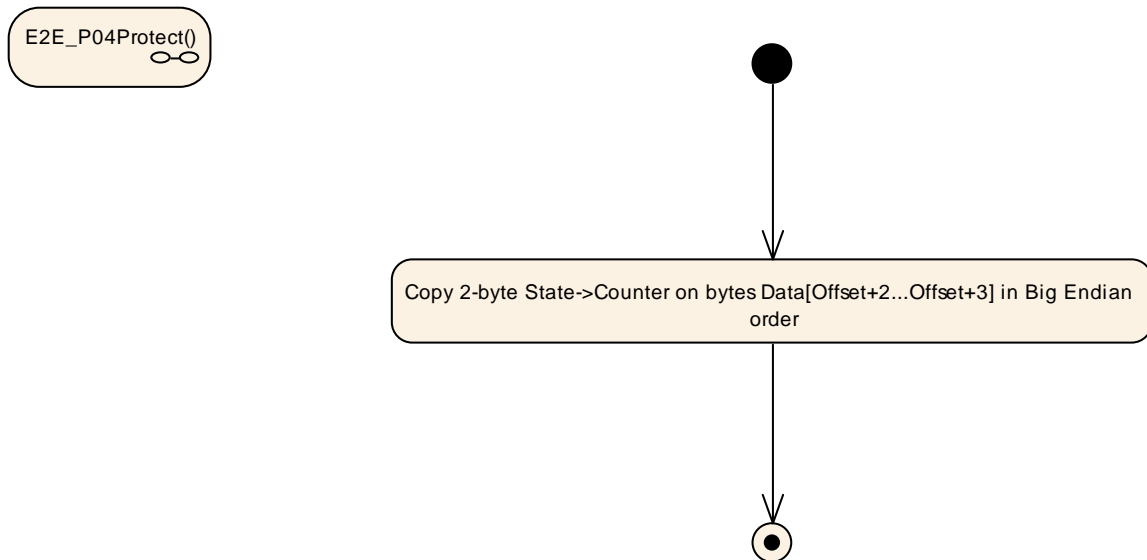 E2E_P04Protect()
Copy 2-byte State->Counter on bytes Data[Offset+2...Offset+3] in Big Endian
order